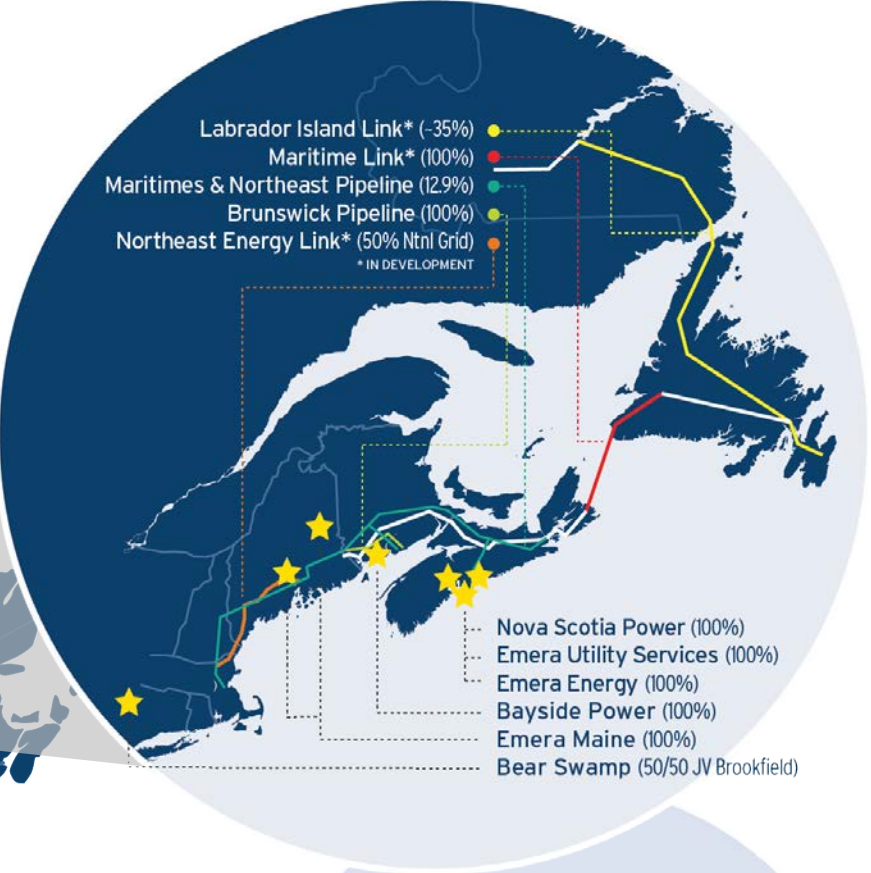 Labrador Island Link* (~35%)
Maritime Link* (100%)
Maritimes & Northeast Pipeline (12.9%)
Brunswick Pipeline (100%)
Northeast Energy Link* (50% Ntnl Grid)
* IN DEVELOPMENT
Nova Scotia Power (100%)
Emera Utility Services (100%)
Emera Energy (100%)
Bayside Power (100%)
Emera Maine (100%)
Bear Swamp (50/50 JV Brookfield)